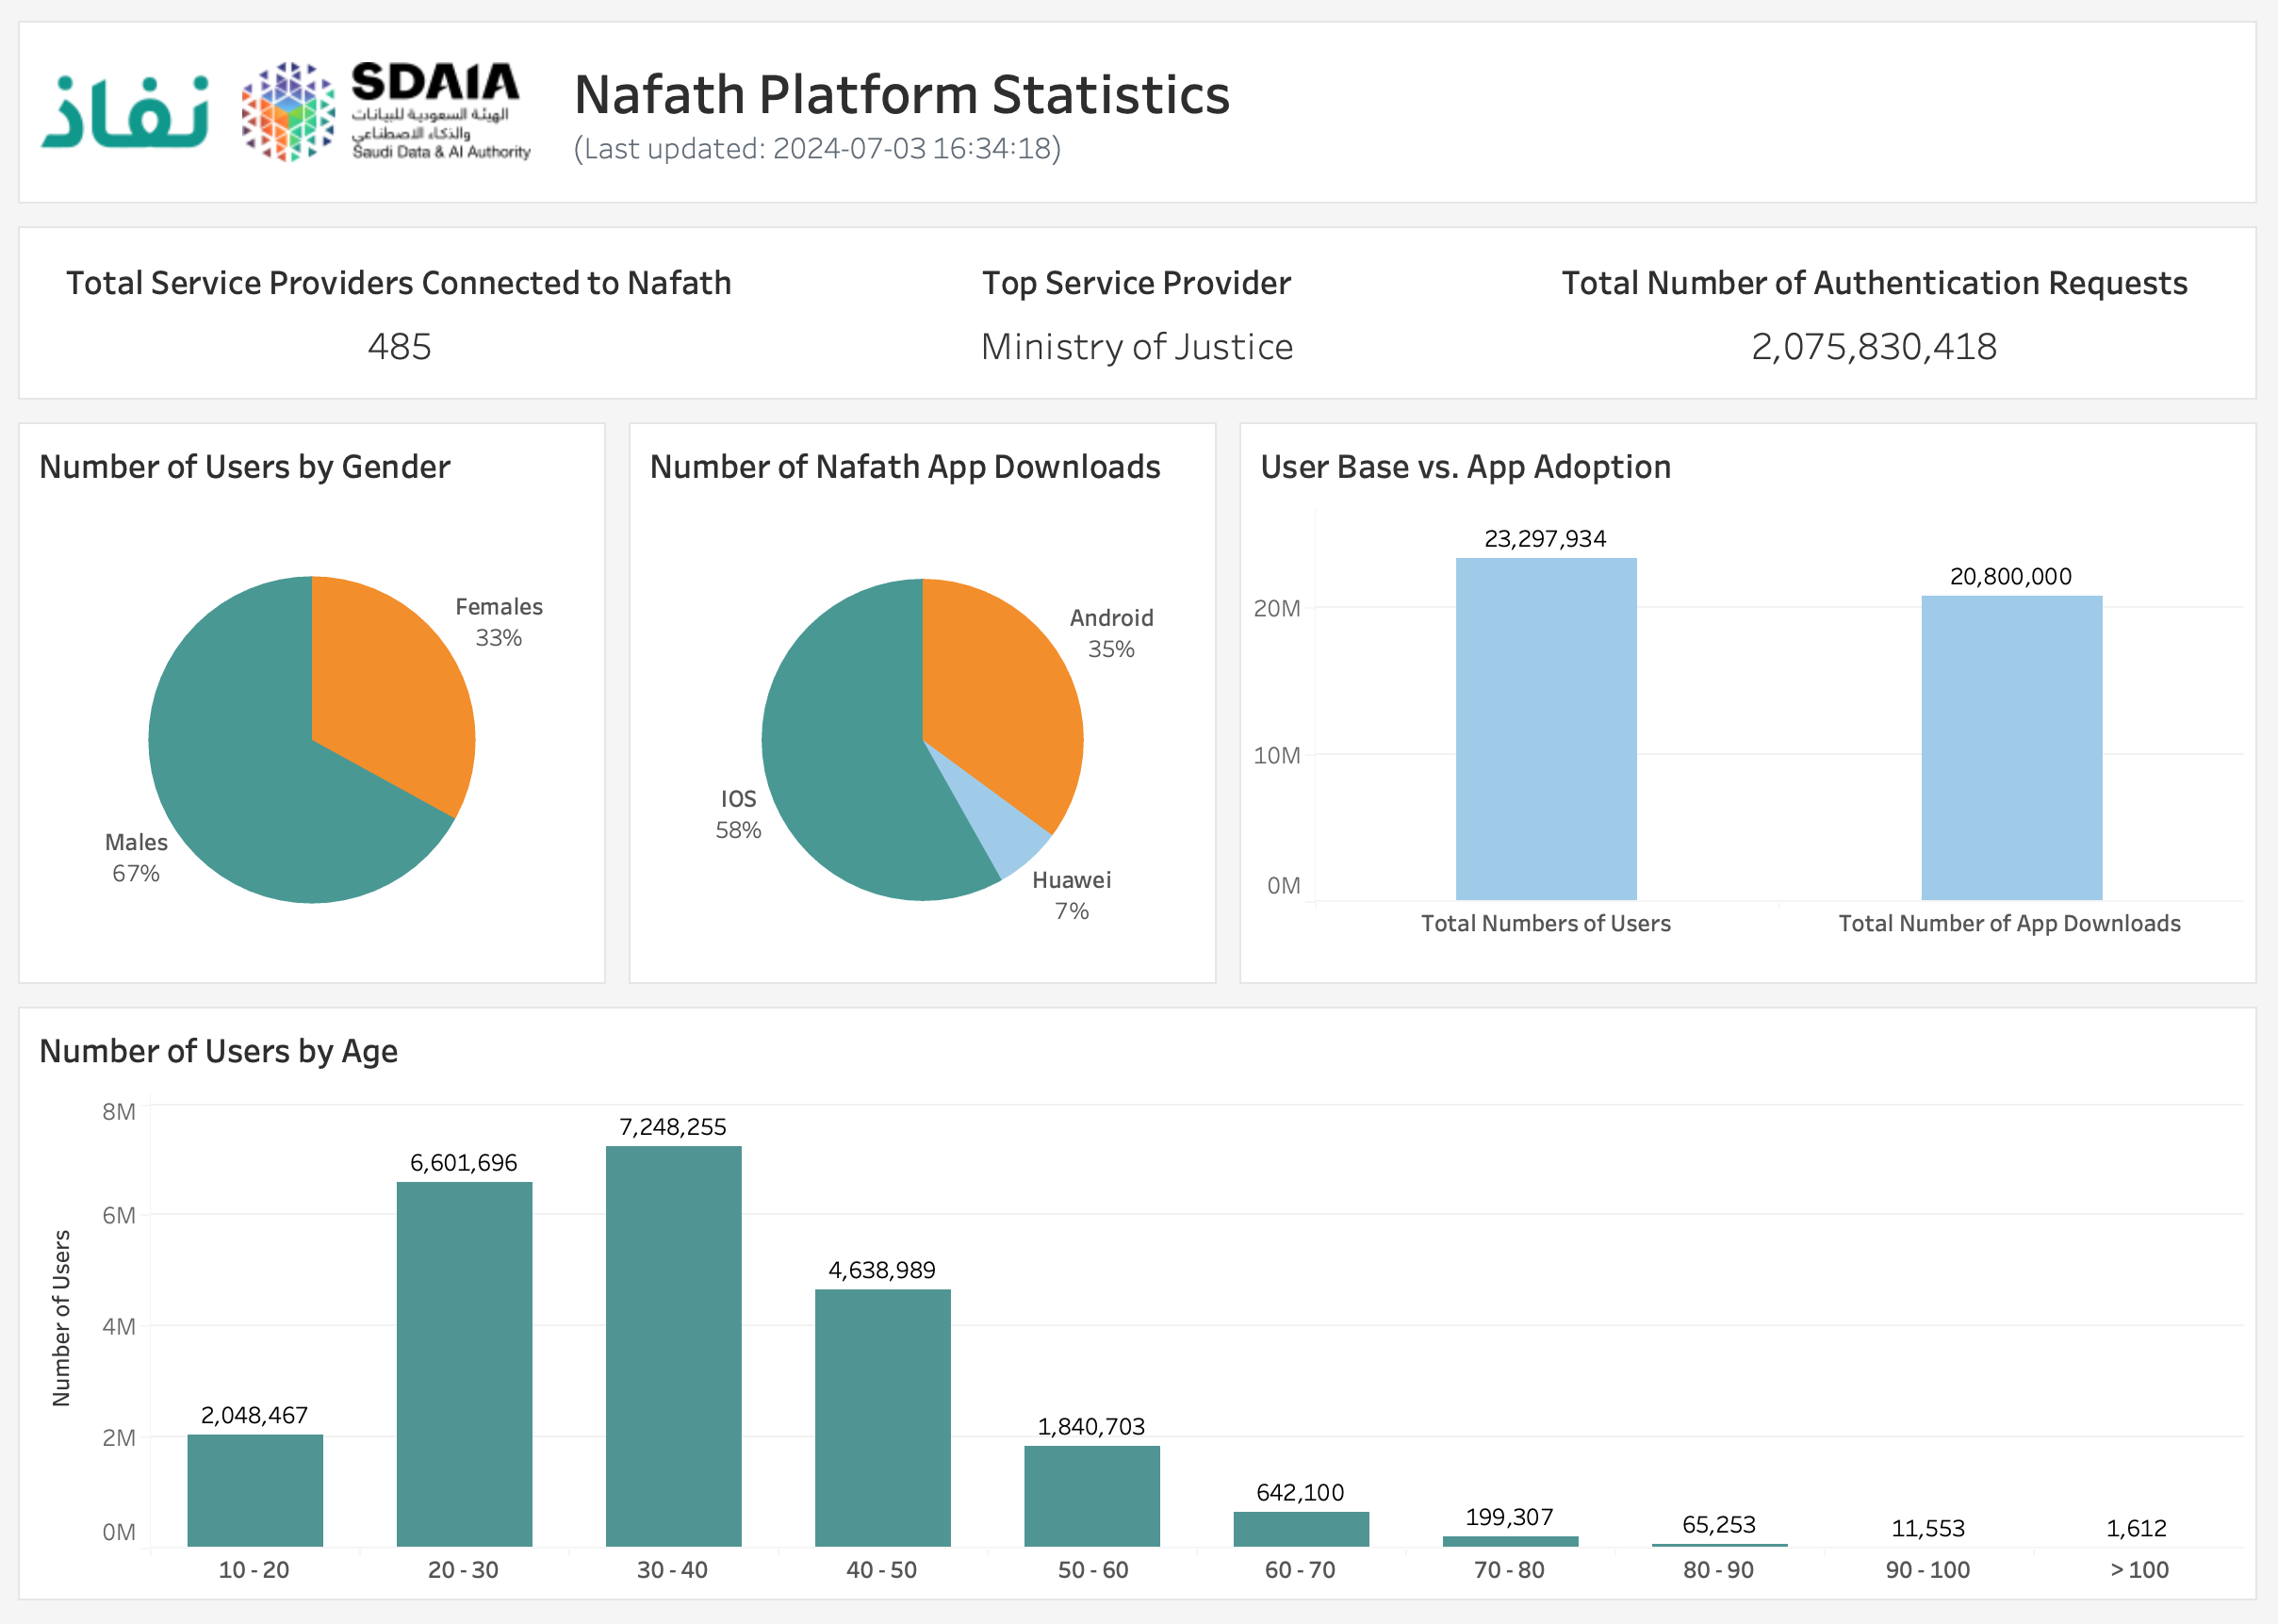 نفاذ
SDAIA
الهيئة السعودية للبيانات
والذكاء الاصطناعي
Saudi Data & AI Authority
Nafath Platform Statistics
(Last updated: 2024-07-03 16:34:18)
Total Service Providers Connected to Nafath
485
Top Service Provider
Ministry of Justice
Total Number of Authentication Requests
2,075,830,418
Number of Users by Gender
Females
33%
Males
67%
Number of Nafath App Downloads
Android
35%
IOS
58%
Huawei
7%
User Base vs. App Adoption
23,297,934
20,800,000
20M
10M
0M
Total Numbers of Users
Total Number of App Downloads
Number of Users by Age
Number of Users
8M
6M
4M
2M
0M
2,048,467
6,601,696
7,248,255
4,638,989
1,840,703
642,100
199,307
65,253
11,553
1,612
10 - 20
20 - 30
30 - 40
40 - 50
50 - 60
60 - 70
70 - 80
80 - 90
90 - 100
> 100